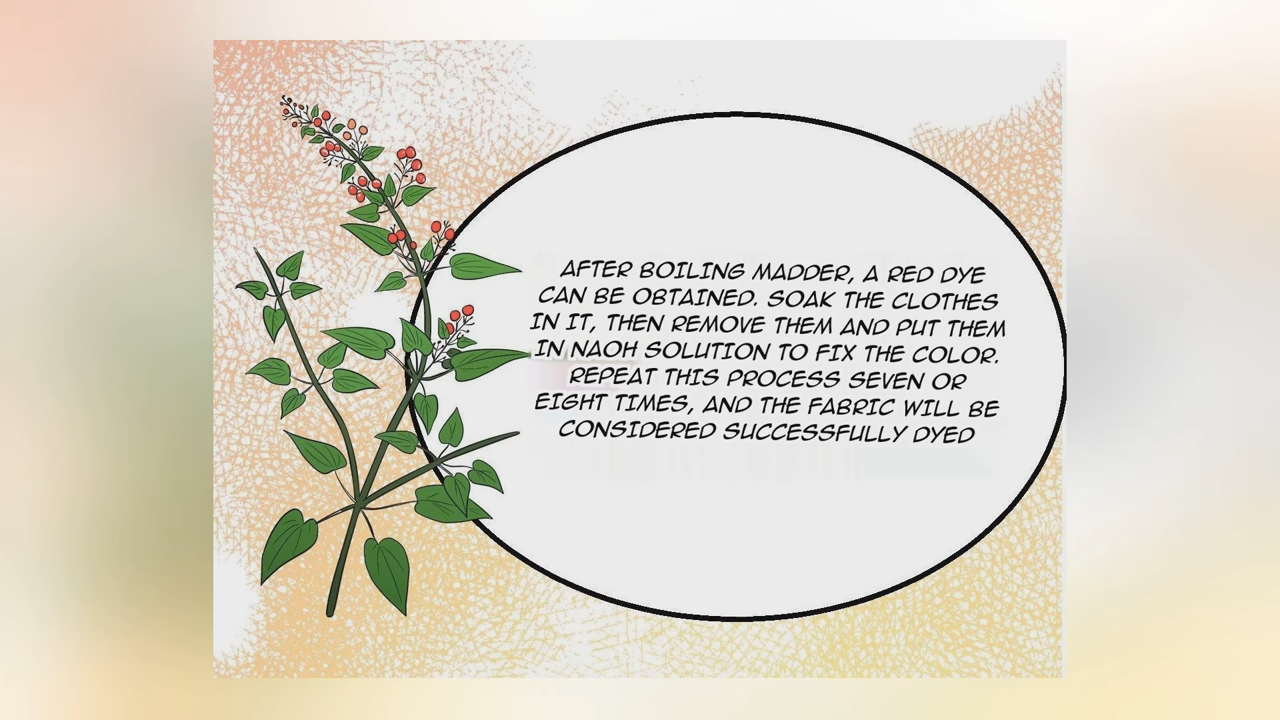 AFTER BOILING MADDER, A RED DYE
CAN BE OBTAINED. SOAK THE CLOTHES
IN IT, THEN REMOVE THEM AND PUT THEM
IN NAOH SOLUTION TO FIX THE COLOR.
REPEAT THIS PROCESS SEVEN OR
EIGHT TIMES, AND THE FABRIC WILL BE
CONSIDERED SUCCESSFULLY DYED